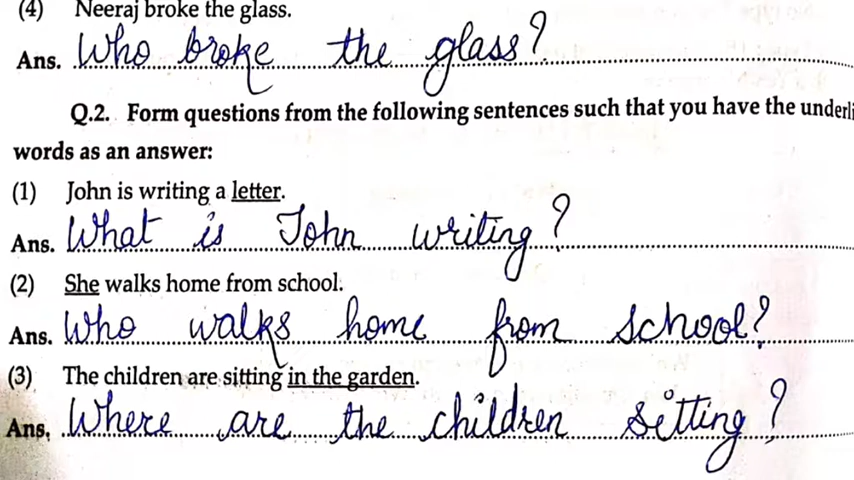 (4) Neeraj broke the glass.
Ans. Who broke the glass?
Q.2. Form questions from the following sentences such that you have the underli
words as an answer:
(1) John is writing a letter.
Ans. What is John writing?
(2) She walks home from school.
Ans. Who walks home from school?
(3) The children are sitting in the garden.
Ans. Where are the children sitting?